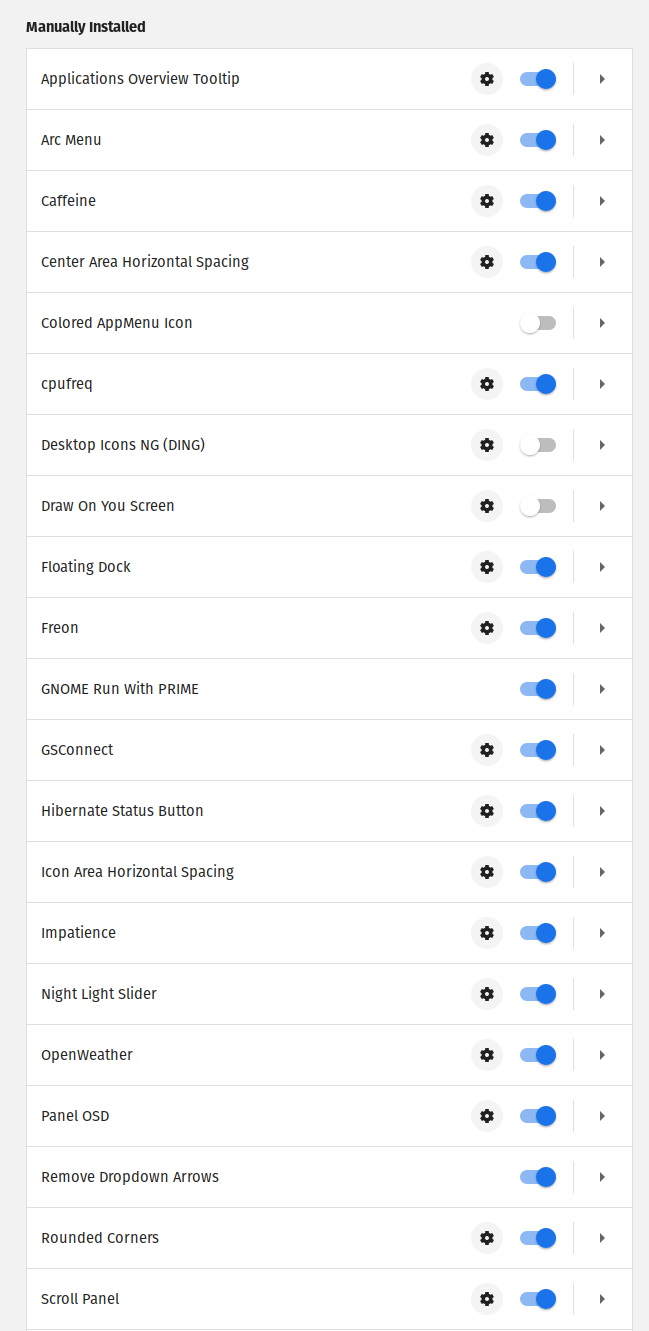 Manually Installed
Applications Overview Tooltip
Arc Menu
Caffeine
Center Area Horizontal Spacing
Colored AppMenu Icon
cpufreq
Desktop Icons NG (DING)
Draw On You Screen
Floating Dock
Freon
GNOME Run With PRIME
GSConnect
Hibernate Status Button
Icon Area Horizontal Spacing
Impatience
Night Light Slider
OpenWeather
Panel OSD
Remove Dropdown Arrows
Rounded Corners
Scroll Panel